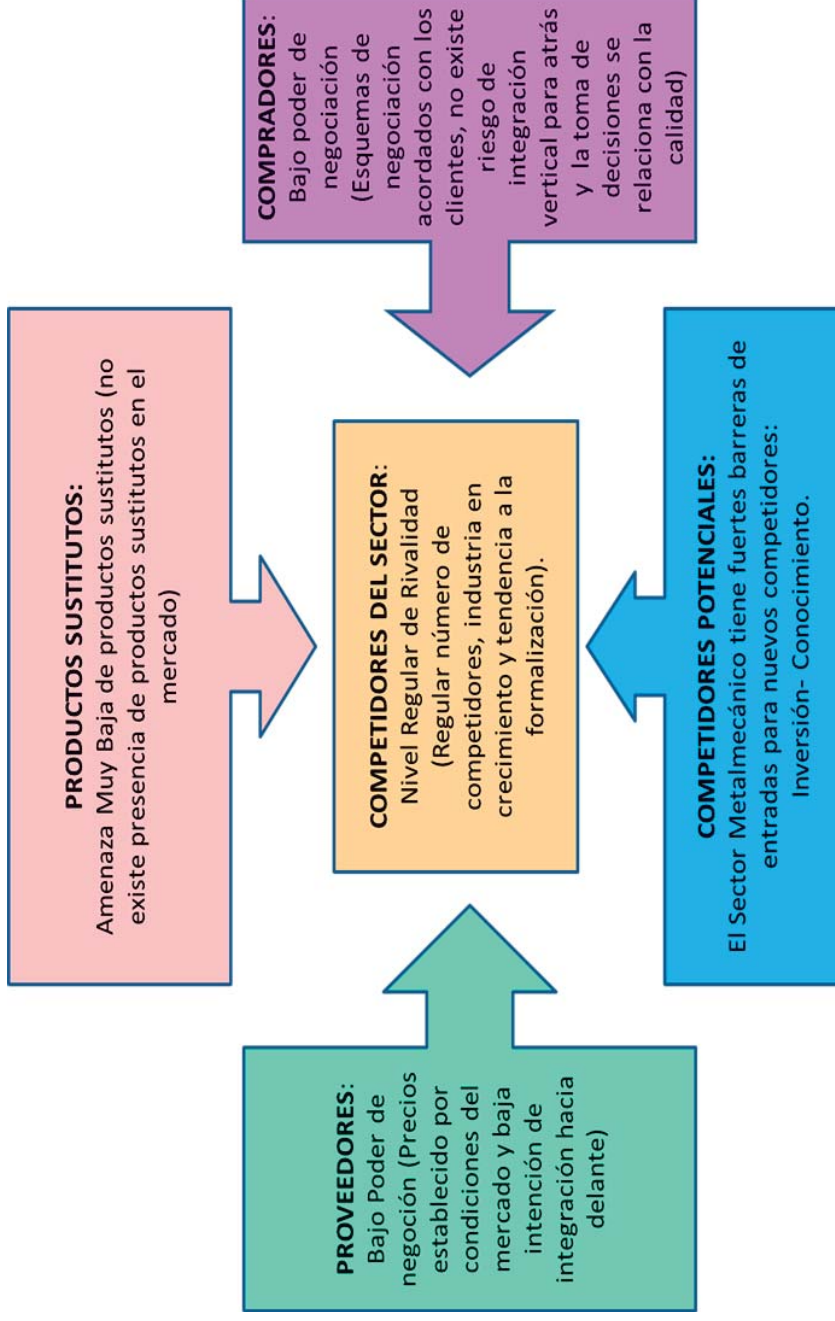 PRODUCTOS SUSTITUTOS:
Amenaza Muy Baja de productos sustitutos (no
existe presencia de productos sustitutos en el
mercado)
PROVEEDORES:
Bajo Poder de
negoción (Precios
establecido por
condiciones del
mercado y baja
intención de
integración hacia
delante)
COMPETIDORES DEL SECTOR:
Nivel Regular de Rivalidad
(Regular número de
competidores, industria en
crecimiento y tendencia a la
formalización).
COMPRADORES:
Bajo poder de
negociación
(Esquemas de
negociación
acordados con los
clientes, no existe
riesgo de
integración
vertical para atrás
y la toma de
decisiones se
relaciona con la
calidad)
COMPETIDORES POTENCIALES:
El Sector Metalmecánico tiene fuertes barreras de
entradas para nuevos competidores:
Inversión- Conocimiento.